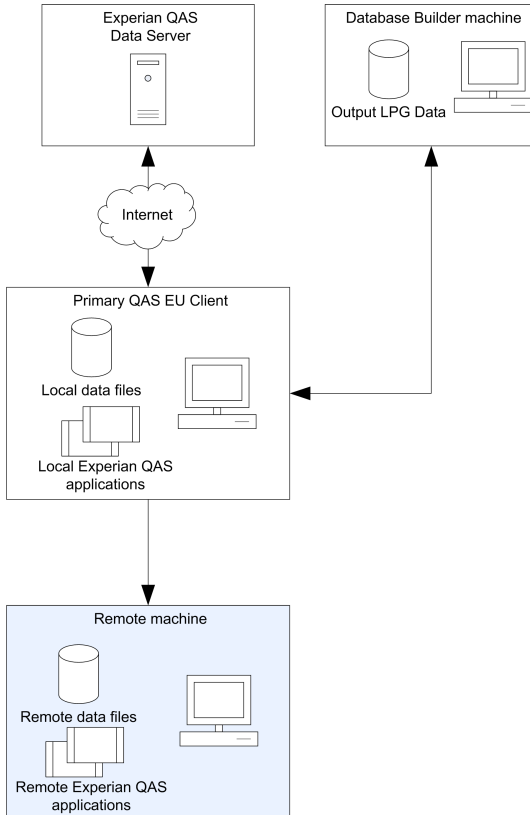 Experian QAS
Data Server
Database Builder machine
Output LPG Data
Internet
Primary QAS EU Client
Local data files
Local Experian QAS
applications
Remote machine
Remote data files
Remote Experian QAS
applications